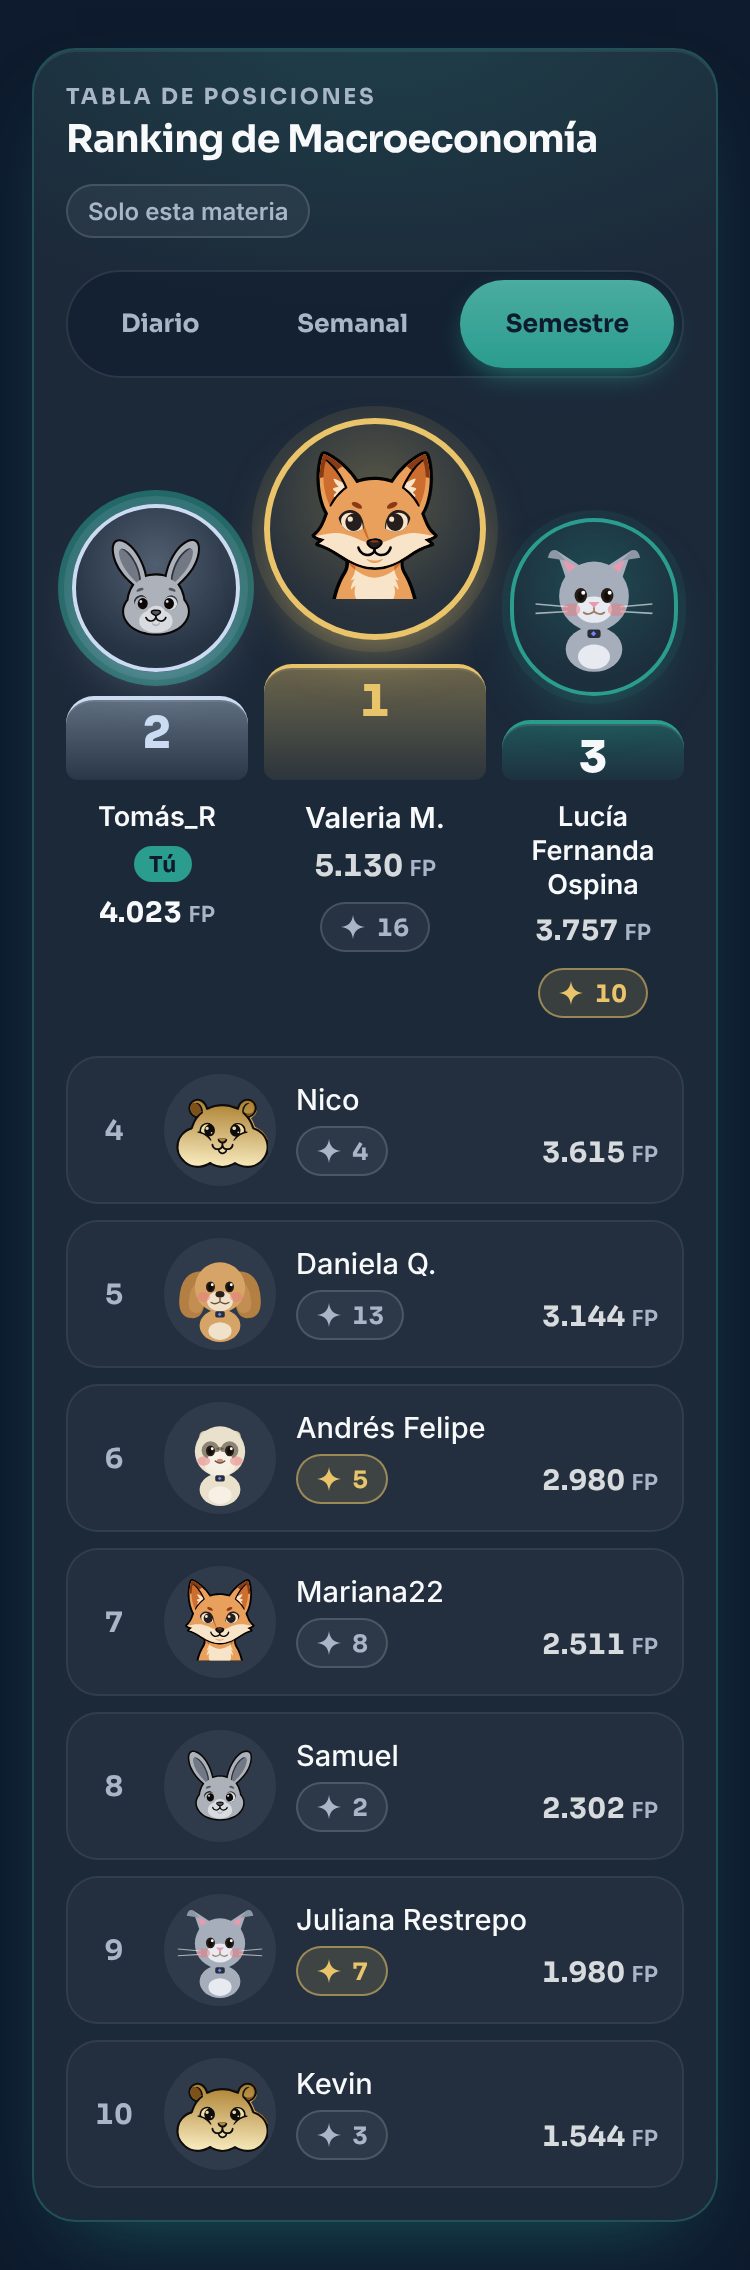 TABLA DE POSICIONES
Ranking de Macroeconomía
Solo esta materia
Diario Semanal Semestre
2
1
3
Tomás_R
Tú
4.023 FP
Valeria M.
5.130 FP
✦ 16
Lucía
Fernanda
Ospina
3.757 FP
✦ 10
4
Nico
✦ 4
3.615 FP
5
Daniela Q.
✦ 13
3.144 FP
6
Andrés Felipe
✦ 5
2.980 FP
7
Mariana22
✦ 8
2.511 FP
8
Samuel
✦ 2
2.302 FP
9
Juliana Restrepo
✦ 7
1.980 FP
10
Kevin
✦ 3
1.544 FP